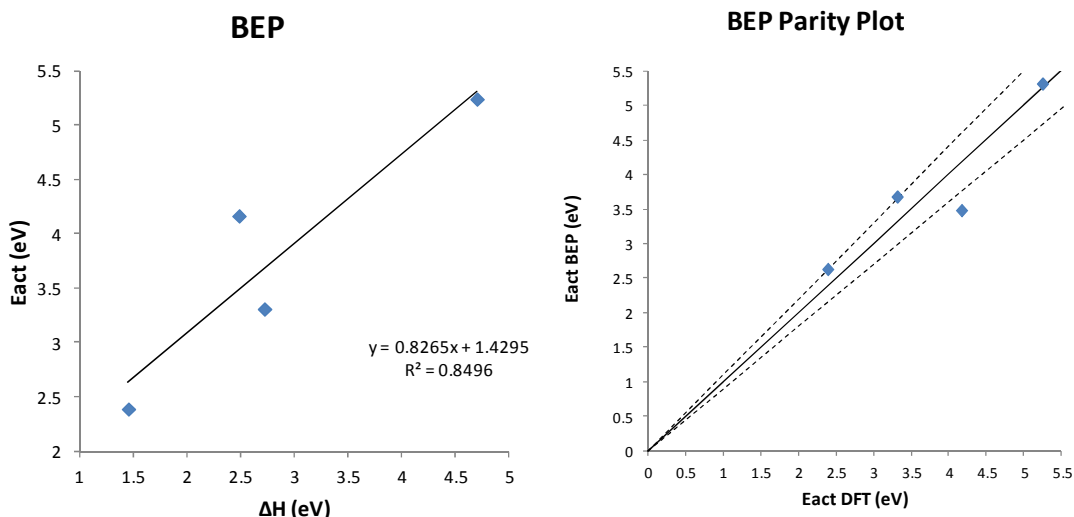 BEP
5.5
5
4.5
4
3.5
3
2.5
2
Eact (eV)
y = 0.8265x + 1.4295
R² = 0.8496
1 1.5 2 2.5 3 3.5 4 4.5 5
ΔH (eV)
BEP Parity Plot
5.5
5
4.5
4
3.5
3
2.5
2
1.5
1
0.5
0
Eact BEP (eV)
0 0.5 1 1.5 2 2.5 3 3.5 4 4.5 5 5.5
Eact DFT (eV)